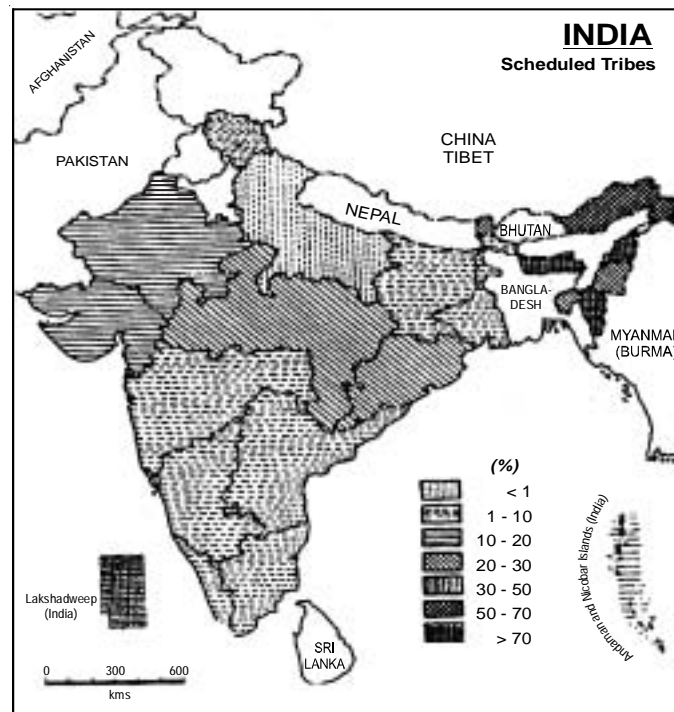 INDIA
Scheduled Tribes
AFGHANISTAN
PAKISTAN
CHINA
TIBET
NEPAL
BHUTAN
BANGLA-
DESH
MYANMAR
(BURMA)
(%)
< 1
1 - 10
10 - 20
20 - 30
30 - 50
50 - 70
> 70
Andaman and Nicobar Islands (India)
Lakshadweep
(India)
SRI
LANKA
0 300 600
kms